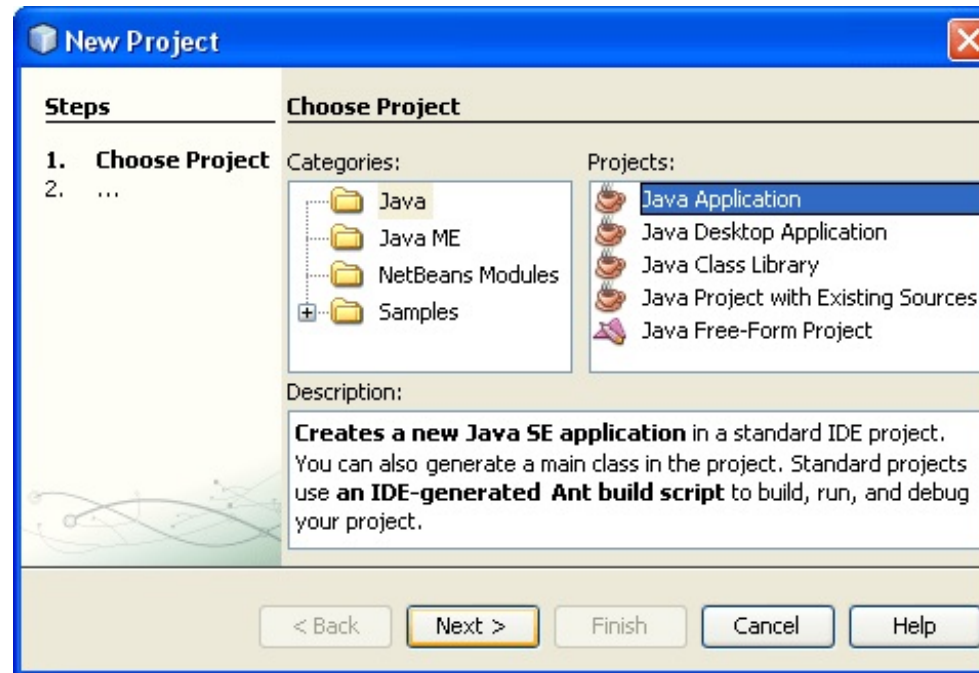 New Project
Steps
1. Choose Project
2. ...
Choose Project
Categories:
Java
Java ME
NetBeans Modules
Samples
Projects:
Java Application
Java Desktop Application
Java Class Library
Java Project with Existing Sources
Java Free-Form Project
Description:
Creates a new Java SE application in a standard IDE project.
You can also generate a main class in the project. Standard projects
use an IDE-generated Ant build script to build, run, and debug
your project.
< Back
Next >
Finish
Cancel
Help